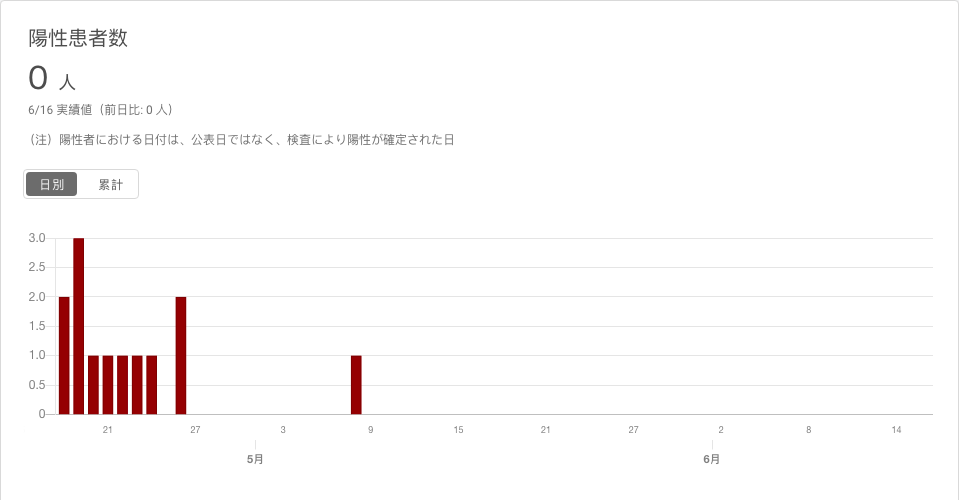 陽性患者数
0 人
6/16 実績値（前日比: 0 人）
（注）陽性者における日付は、公表日ではなく、検査により陽性が確定された日
日別 累計
3.0
2.5
2.0
1.5
1.0
0.5
0
21 27 3 9 15 21 27 2 8 14
5月 6月